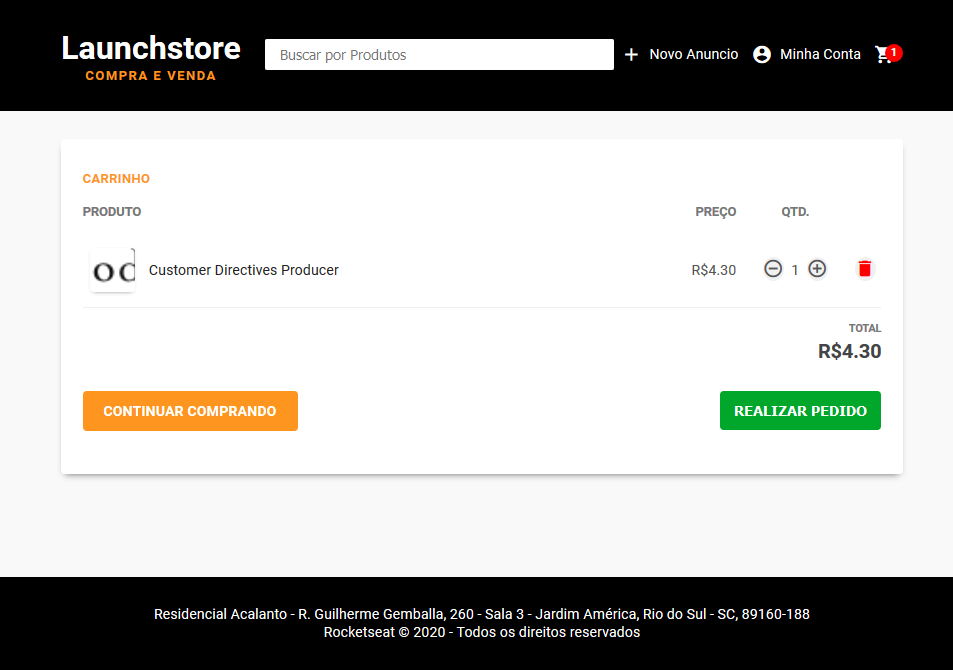 Launchstore
COMPRA E VENDA
Buscar por Produtos
Novo Anuncio
Minha Conta
1
CARRINHO
PRODUTO PREÇO QTD.
Customer Directives Producer R$4.30 1
TOTAL
R$4.30
CONTINUAR COMPRANDO REALIZAR PEDIDO
Residencial Acalanto - R. Guilherme Gemballa, 260 - Sala 3 - Jardim América, Rio do Sul - SC, 89160-188
Rocketseat © 2020 - Todos os direitos reservados